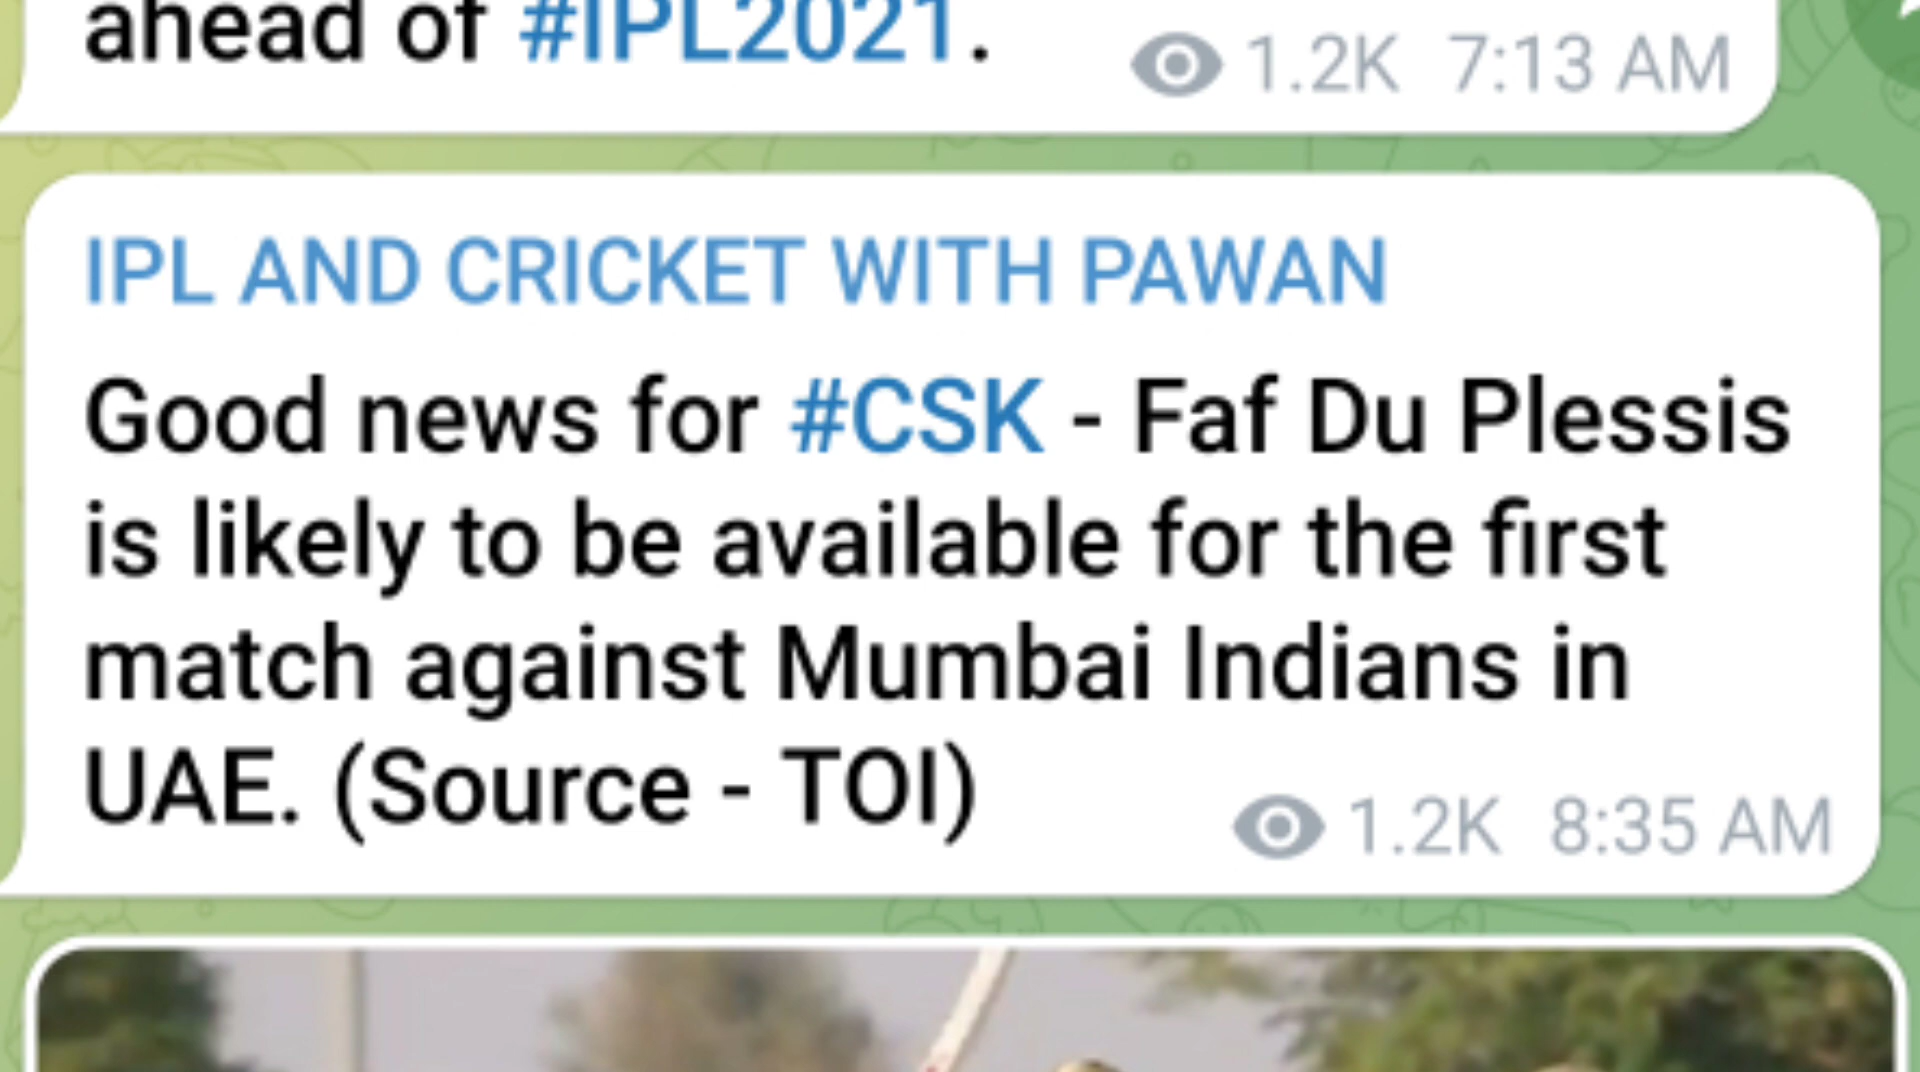 ahead of #IPL2021.
1.2K 7:13 AM
IPL AND CRICKET WITH PAWAN
Good news for #CSK - Faf Du Plessis
is likely to be available for the first
match against Mumbai Indians in
UAE. (Source - TOI)
1.2K 8:35 AM